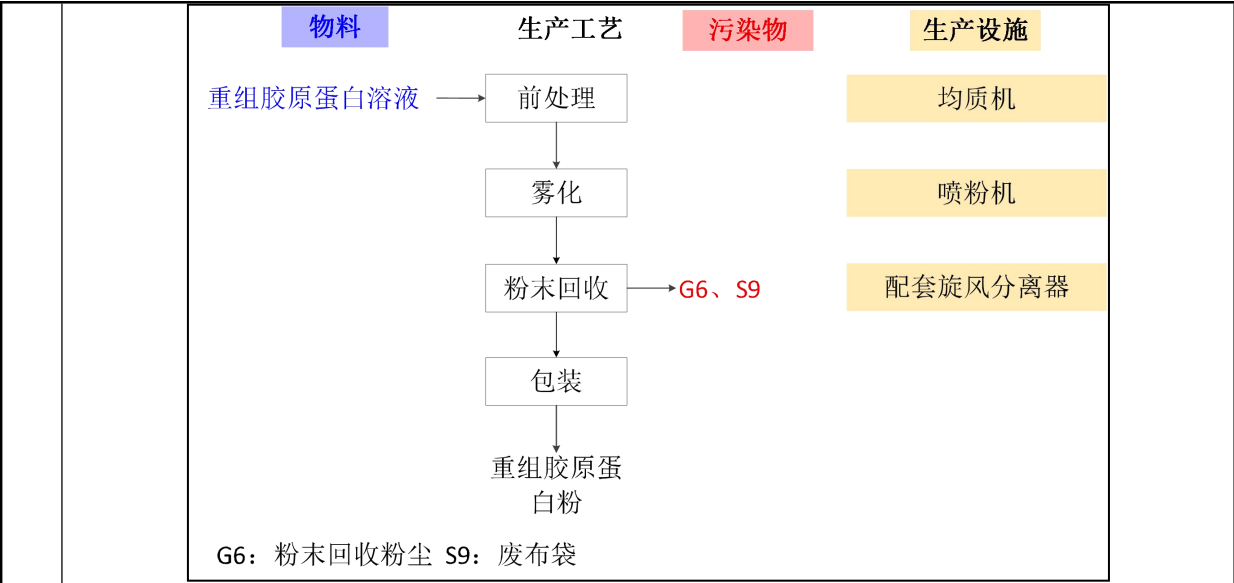 物料 生产工艺 污染物 生产设施
重组胶原蛋白溶液 前处理 均质机
雾化 喷粉机
粉末回收 G6、S9 配套旋风分离器
包装
重组胶原蛋
白粉
G6：粉末回收粉尘 S9：废布袋